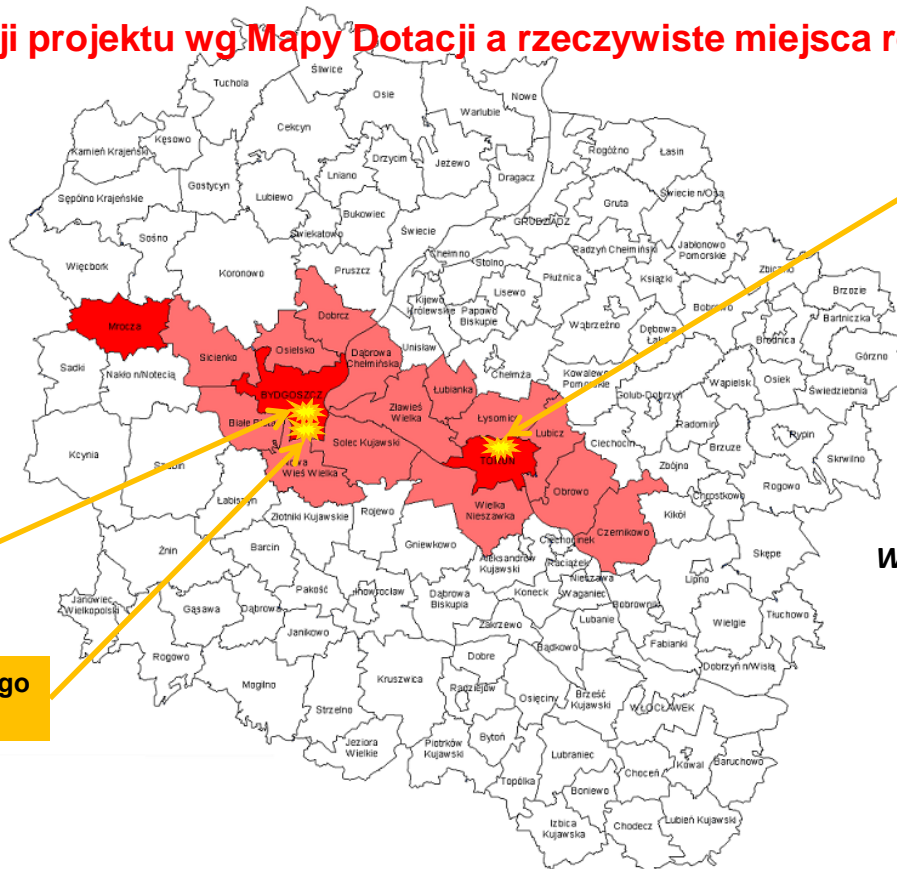 ji projektu wg Mapy Dotacji a rzeczywiste miejsca r
Śliwice
Tuchola
Osie
Nowe
Warlubie
Cekcyn
Kęsowo
Kamień Krajeński
Drzycim
Jeżewo
Rogóźno
Łasin
Lniano
Dragacz
Gostycyn
Lubiewo
Sępólno Krajeńskie
Świecie n/Osą
Gruta
Bukowiec
GRUDZIĄDZ
Świekatowo
Świecie
Sośno
Radzyń Chełmiński
Jabłonowo
Pomorskie
Chełmno
Stolno
Więcbork
Koronowo
Pruszcz
Zbiczno
Płużnica
Książki
Lisewo
Brzozie
Kijewo
Królewskie
Papowo
Biskupie
Bobrowo
Dobrcz
Bartniczka
Mrocza
Wąbrzeźno
Dębowa
Łąka
Brodnica
Osielsko
Unisław
Dąbrowa
Chełmińska
Górzno
Sicienko
Sadki
Nakło n/Notecią
Chełmża
Kowalewo
Pomorskie
Wąpielsk
Osiek
Świedziebnia
Łubianka
BYDGOSZCZ
Golub-Dobrzyń
Zławieś
Wielka
Łysomice
Radomin
Białe
Lubicz
Rypin
Solec Kujawski
Ciechocin
Brzuze
Kcynia
Skrwilno
TORUŃ
Zbójno
Wieś Wielka
Rogowo
Obrowo
Łabiszyn
Chrostkowo
Wielka
Nieszawka
Kikół
Złotniki Kujawskie
Rojewo
Czernikowo
Gniewkowo
Ciechocinek
Żnin
Barcin
Skępe
W
Aleksandrów
Kujawski
Raciążek
Nieszawa
Lipno
Pakość
Inowrocław
Dąbrowa
Biskupia
Koneck
Waganiec
Janowiec
Wielkopolski
Bobrowniki
Gąsawa
Dąbrowa
Tłuchowo
Lubanie
Wielgie
Zakrzewo
Janikowo
Fabianki
Bądkowo
Rogowo
Dobre
Dobrzyń n/Wisłą
Kruszwica
go
Mogilno
Radziejów
Osięciny
Brześć
Kujawski
Strzelno
WŁOCŁAWEK
Bytoń
Jeziora
Wielkie
Piotrków
Kujawski
Lubraniec
Kowal
Baruchowo
Choceń
Topólka
Boniewo
Izbica
Kujawska
Chodecz
Lubień Kujawski